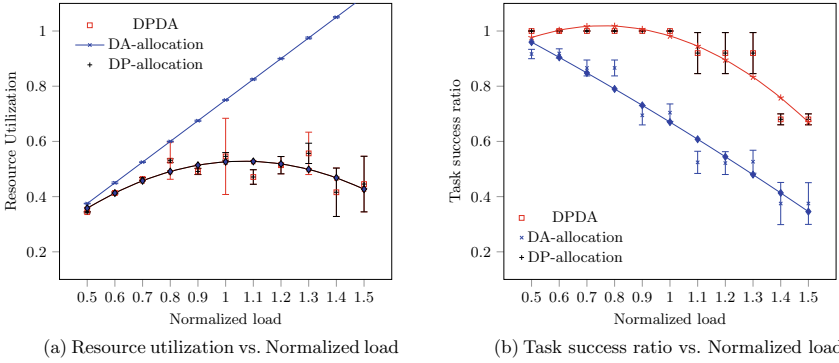 DPDA
DA-allocation
DP-allocation
Resource Utilization
1
0.8
0.6
0.4
0.2
0.5 0.6 0.7 0.8 0.9 1 1.1 1.2 1.3 1.4 1.5
Normalized load
(a) Resource utilization vs. Normalized load
Task success ratio
1
0.8
0.6
0.4
0.2
DPDA
DA-allocation
DP-allocation
0.5 0.6 0.7 0.8 0.9 1 1.1 1.2 1.3 1.4 1.5
Normalized load
(b) Task success ratio vs. Normalized load